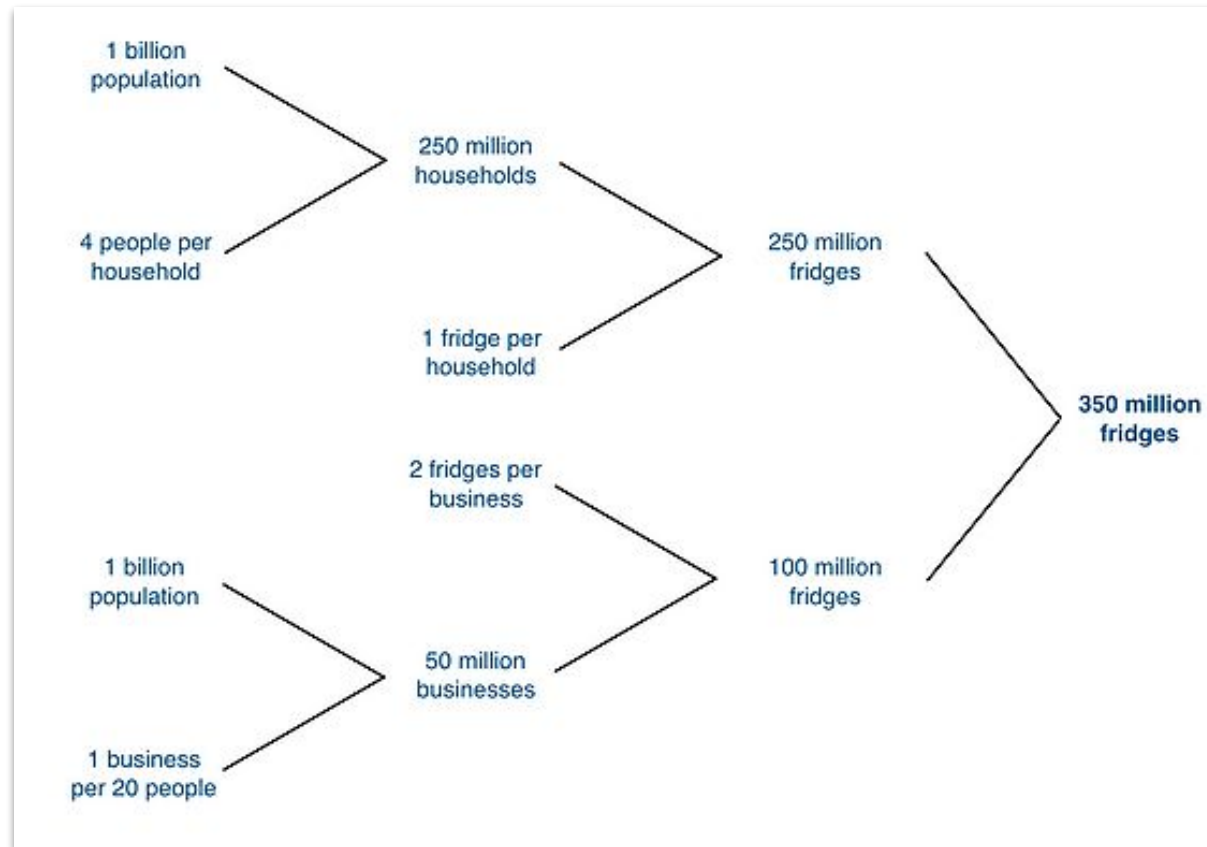 1 billion
population
250 million
households
4 people per
household
250 million
fridges
1 fridge per
household
350 million
fridges
2 fridges per
business
1 billion
population
100 million
fridges
50 million
businesses
1 business
per 20 people